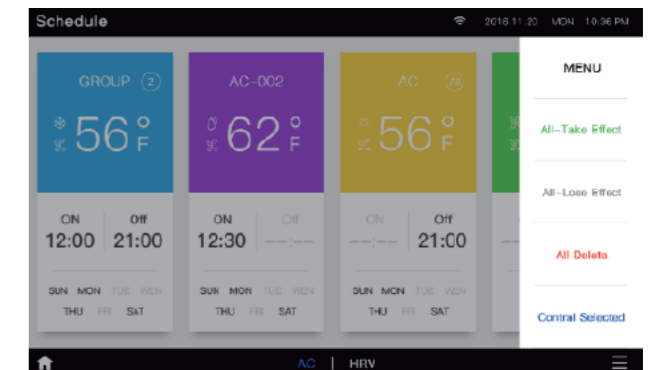 Schedule 2016.11.20 MON 10:36 PM
GROUP 2
56°F
ON Off
12:00 21:00
SUN MON TUE WEN
THU FRI SAT
AC-002
62°F
ON Off
12:30 --:--
SUN MON TUE WEN
THU FRI SAT
AC All
56°F
ON Off
--:-- 21:00
SUN MON TUE WEN
THU FRI SAT
MENU
All-Take Effect
All-Lose Effect
All Delete
Contral Selected
AC | HRV